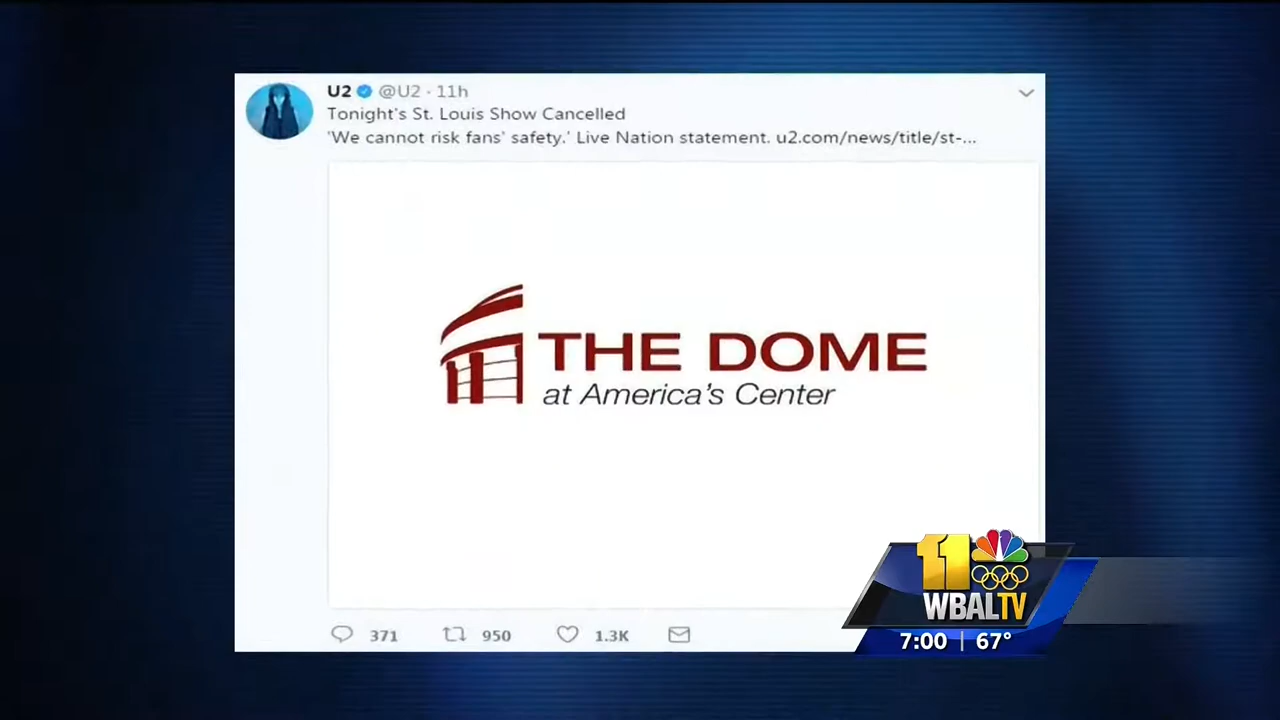 U2 @U2 · 11h
Tonight's St. Louis Show Cancelled
'We cannot risk fans' safety.' Live Nation statement. u2.com/news/title/st-...
THE DOME
at America's Center
371 950 1.3K
11
WBALTV
7:00 | 67°